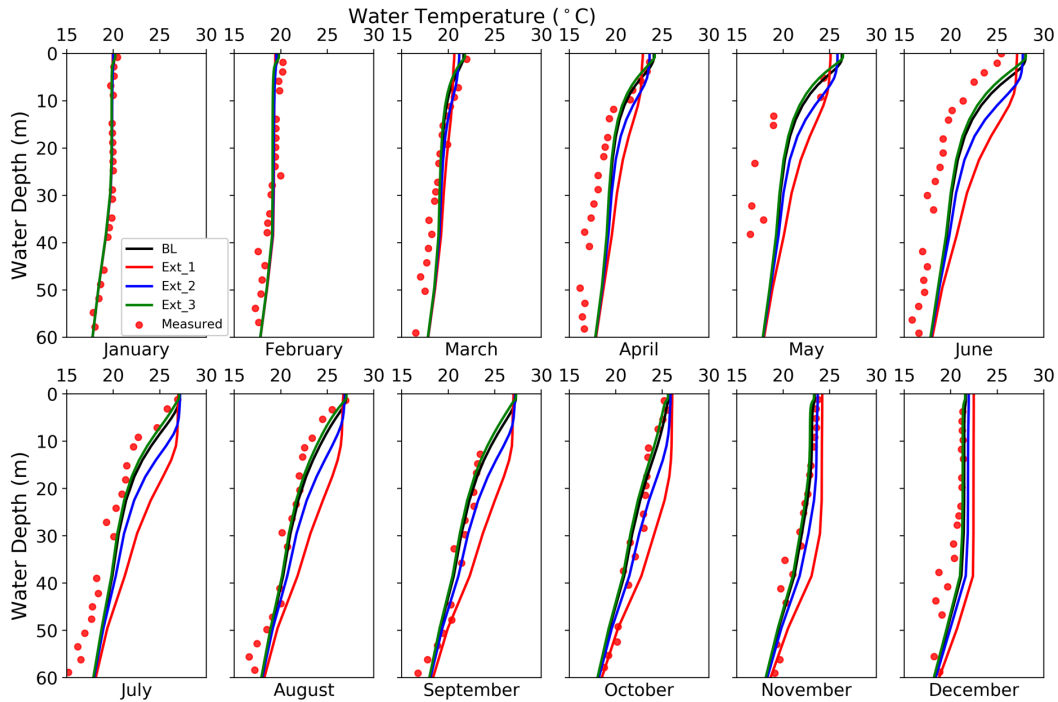 Water Temperature (°C)
15 20 25 30 15 20 25 30 15 20 25 30 15 20 25 30 15 20 25 30 15 20 25 30
Water Depth (m)
0
10
20
30
40
50
60
BL
Ext_1
Ext_2
Ext_3
Measured
January February March April May June
15 20 25 30 15 20 25 30 15 20 25 30 15 20 25 30 15 20 25 30 15 20 25 30
Water Depth (m)
0
10
20
30
40
50
60
July August September October November December